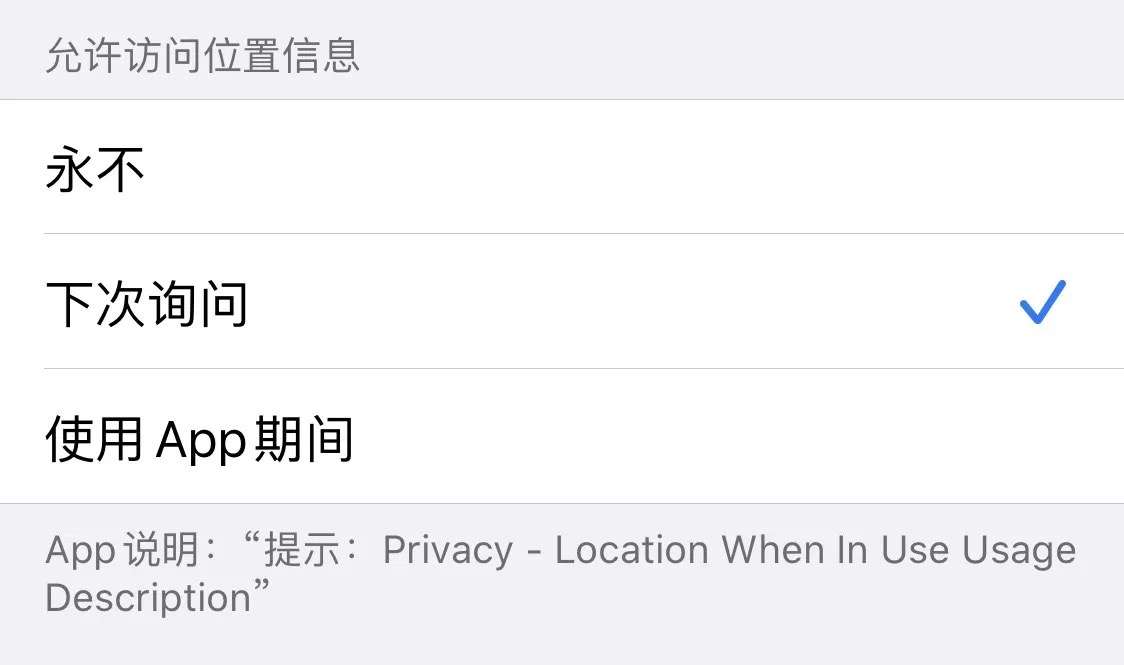 允许访问位置信息
永不
下次询问
使用 App 期间
App 说明：“提示：Privacy - Location When In Use Usage
Description”